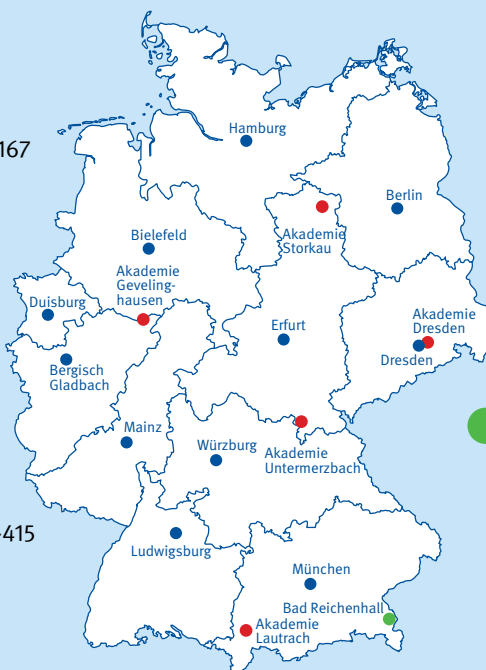 Hamburg
167
Berlin
Akademie
Storkau
Bielefeld
Akademie
Geveling-
hausen
Duisburg
Akademie
Dresden
Erfurt
Dresden
Bergisch
Gladbach
Mainz
Würzburg
Akademie
Untermerzbach
-415
Ludwigsburg
München
Bad Reichenhall
Akademie
Lautrach